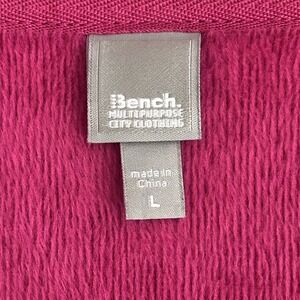 Bench.
MULTIPURPOSE
CITY CLOTHING
made in
China
L